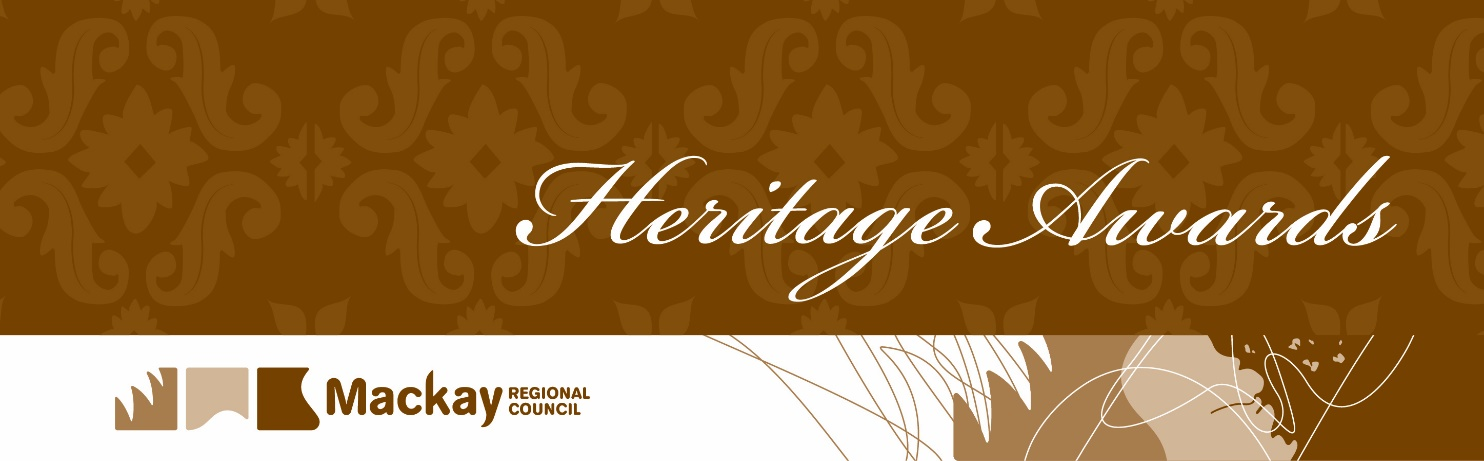 Heritage Awards
Mackay REGIONAL
COUNCIL